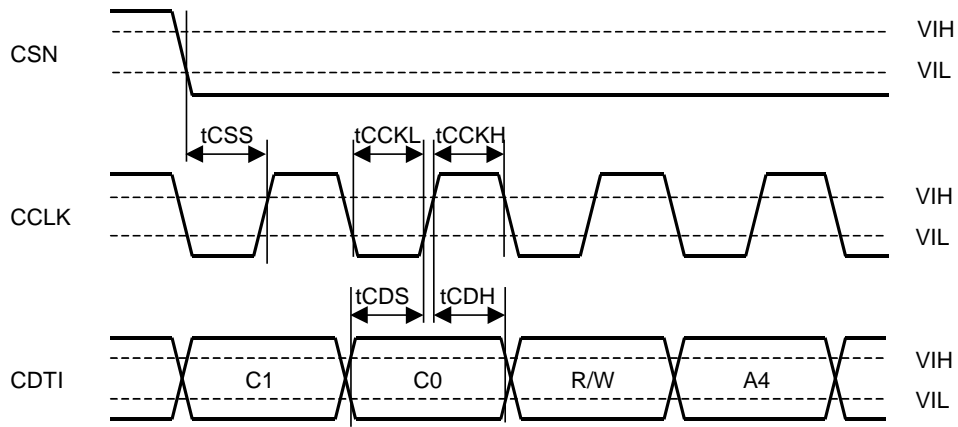 CSN
VIH
VIL
tCSS
tCCKL
tCCKH
CCLK
VIH
VIL
tCDS
tCDH
CDTI
C1
C0
R/W
A4
VIH
VIL